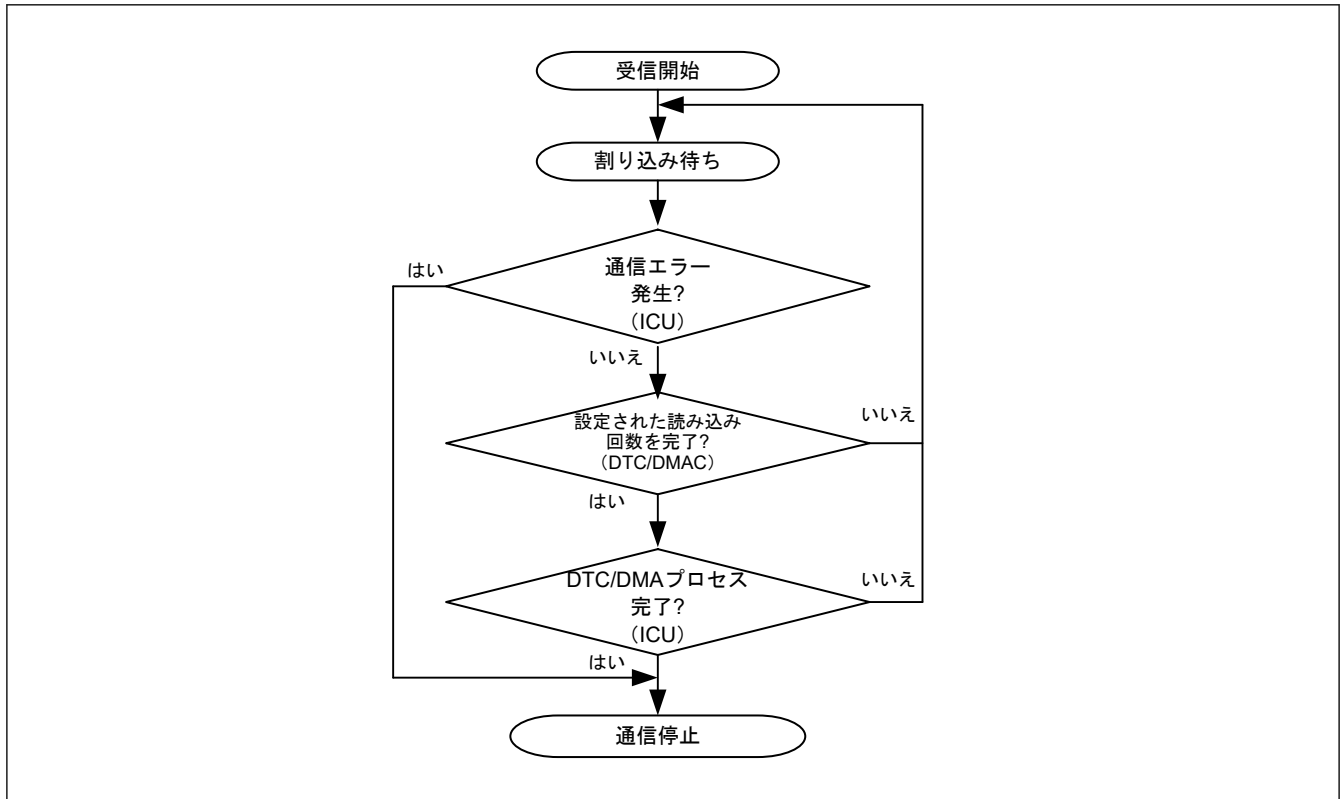 受信開始
割り込み待ち
はい
通信エラー
発生?
（ICU）
いいえ
設定された読み込み
回数を完了?
（DTC/DMAC）
いいえ
はい
DTC/DMAプロセス
完了?
（ICU）
いいえ
はい
通信停止